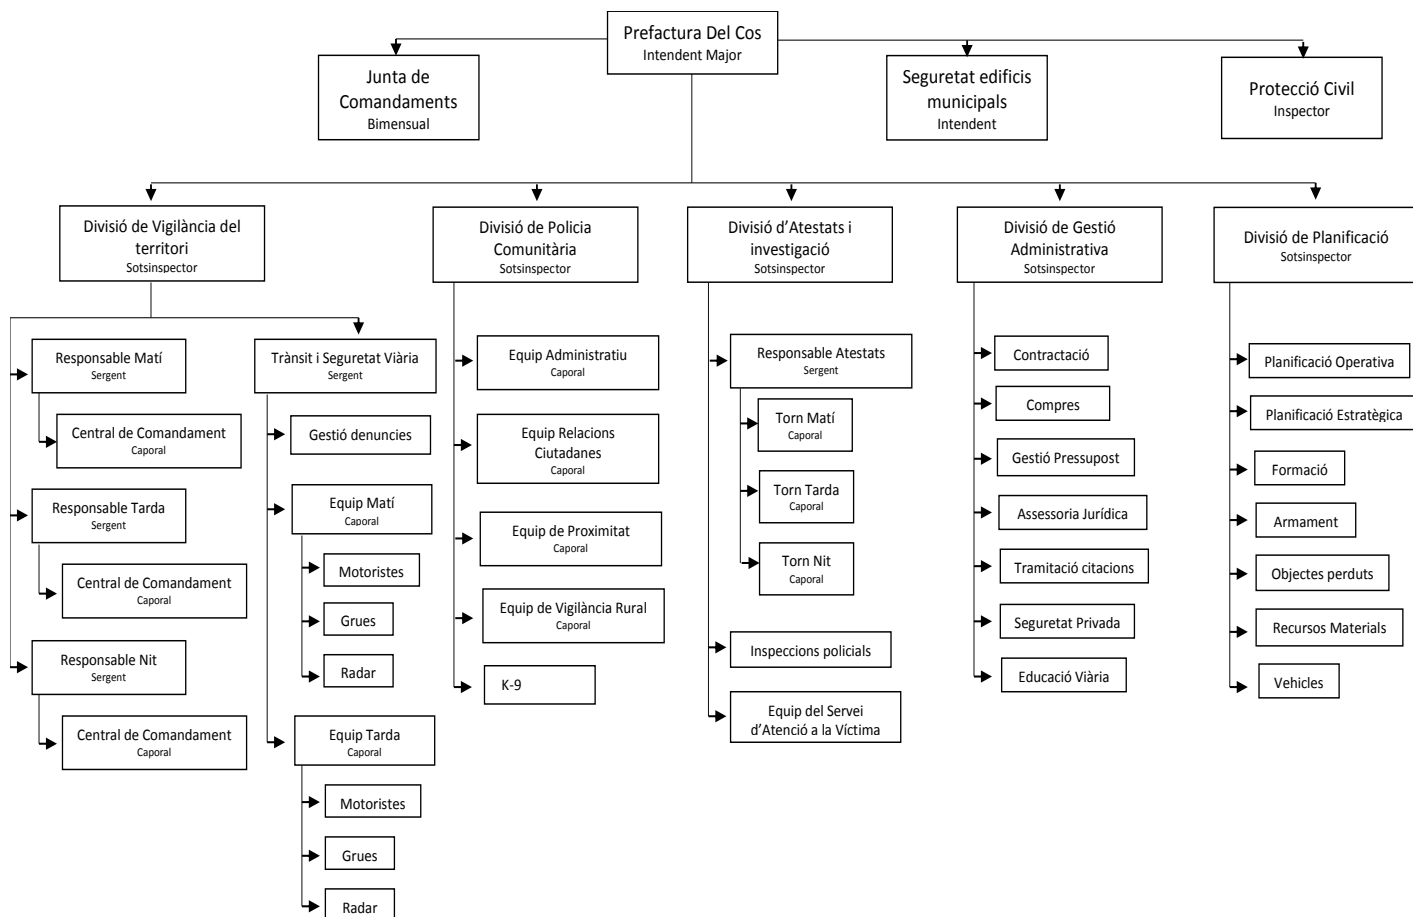 Prefactura Del Cos
Intendent Major
Junta de
Comandaments
Bimensual
Seguretat edificis
municipals
Intendent
Protecció Civil
Inspector
Divisió de Vigilància del
territori
Sotsinspector
Divisió de Policia
Comunitària
Sotsinspector
Divisió d’Atestats i
investigació
Sotsinspector
Divisió de Gestió
Administrativa
Sotsinspector
Divisió de Planificació
Sotsinspector
Responsable Matí
Sergent
Central de Comandament
Caporal
Responsable Tarda
Sergent
Central de Comandament
Caporal
Responsable Nit
Sergent
Central de Comandament
Caporal
Trànsit i Seguretat Viària
Sergent
Gestió denuncies
Equip Matí
Caporal
Motoristes
Grues
Radar
Equip Tarda
Caporal
Motoristes
Grues
Radar
Equip Administratiu
Caporal
Equip Relacions
Ciutadanes
Caporal
Equip de Proximitat
Caporal
Equip de Vigilància Rural
Caporal
K-9
Responsable Atestats
Sergent
Torn Matí
Caporal
Torn Tarda
Caporal
Torn Nit
Caporal
Inspeccions policials
Equip del Servei
d’Atenció a la Víctima
Contractació
Compres
Gestió Pressupost
Assessoria Jurídica
Tramitació citacions
Seguretat Privada
Educació Viària
Planificació Operativa
Planificació Estratègica
Formació
Armament
Objectes perduts
Recursos Materials
Vehicles